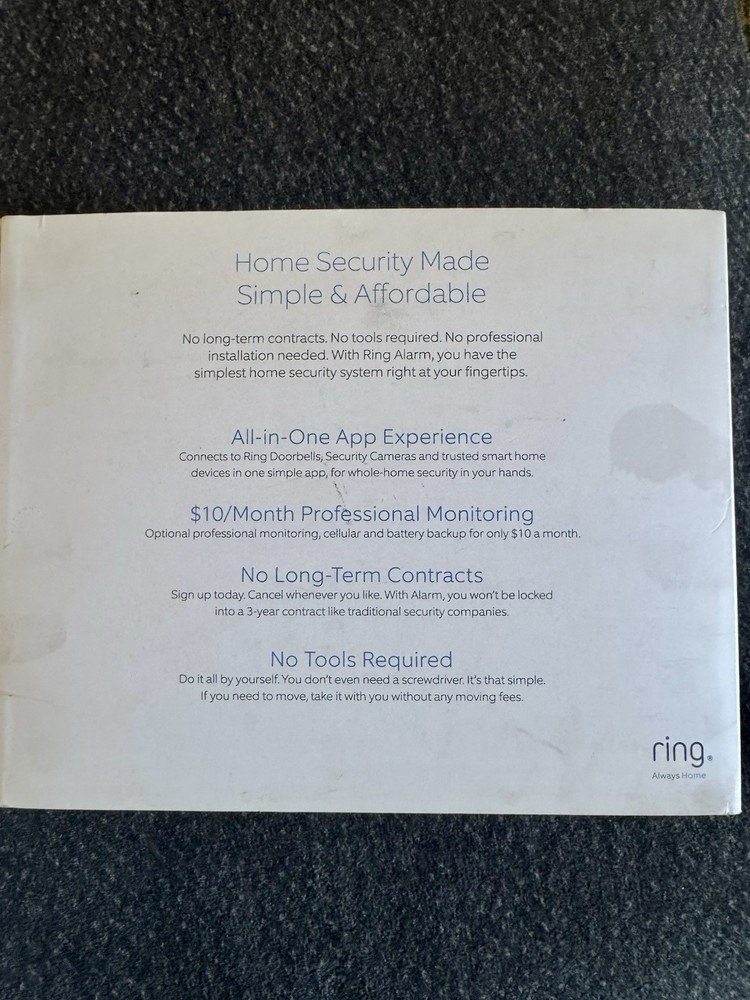 Home Security Made
Simple & Affordable
No long-term contracts. No tools required. No professional
installation needed. With Ring Alarm, you have the
simplest home security system right at your fingertips.
All-in-One App Experience
Connects to Ring Doorbells, Security Cameras and trusted smart home
devices in one simple app, for whole-home security in your hands.
$10/Month Professional Monitoring
Optional professional monitoring, cellular and battery backup for only $10 a month.
No Long-Term Contracts
Sign up today. Cancel whenever you like. With Alarm, you won't be locked
into a 3-year contract like traditional security companies.
No Tools Required
Do it all by yourself. You don't even need a screwdriver. It's that simple.
If you need to move, take it with you without any moving fees.
ring®
Always Home